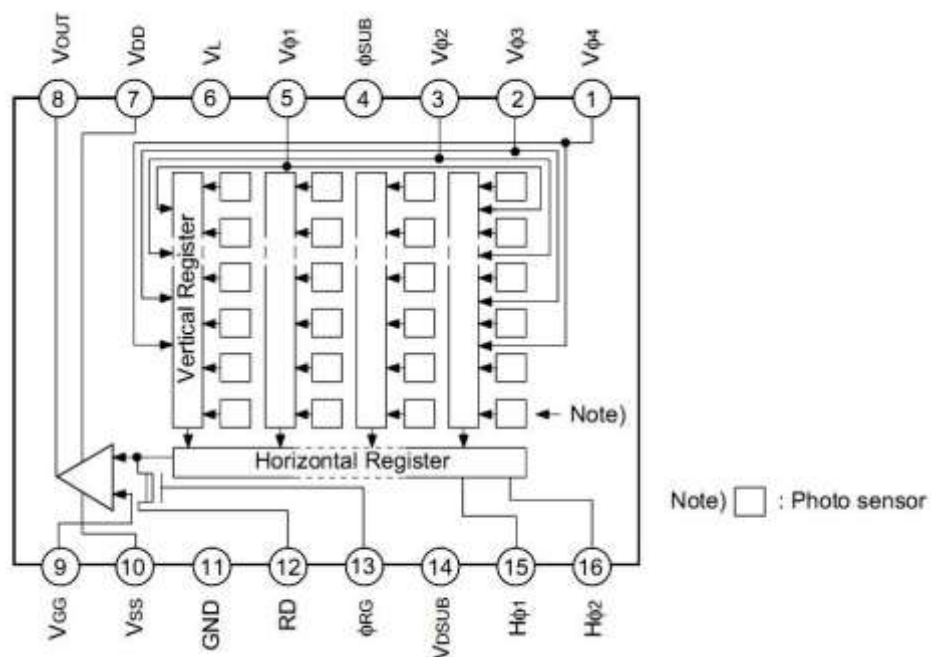 VOUT
VDD
VL
Vϕ1
ϕSUB
Vϕ2
Vϕ3
Vϕ4
8
7
6
5
4
3
2
1
Vertical Register
Note)
Horizontal Register
Note) : Photo sensor
9
10
11
12
13
14
15
16
VGG
VSS
GND
RD
ϕRG
VDSUB
Hϕ1
Hϕ2